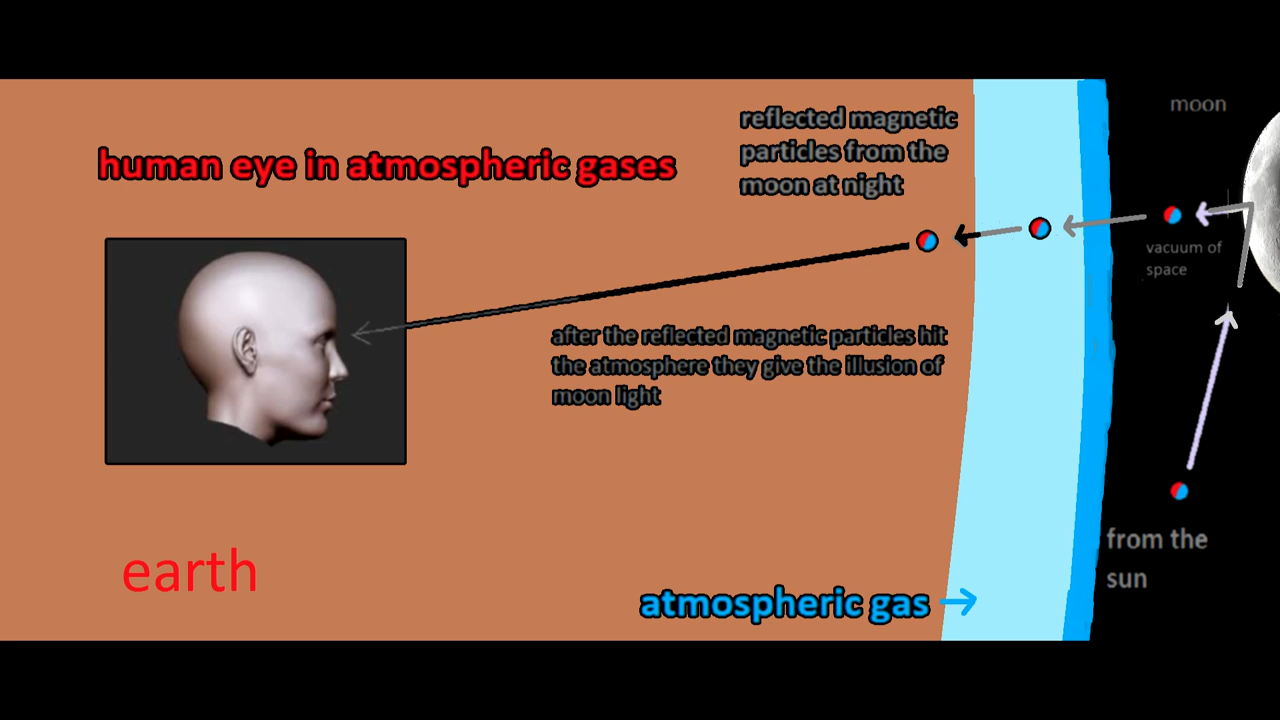 moon
reflected magnetic
particles from the
moon at night
human eye in atmospheric gases
vacuum of
space
after the reflected magnetic particles hit
the atmosphere they give the illusion of
moon light
from the
sun
earth
atmospheric gas